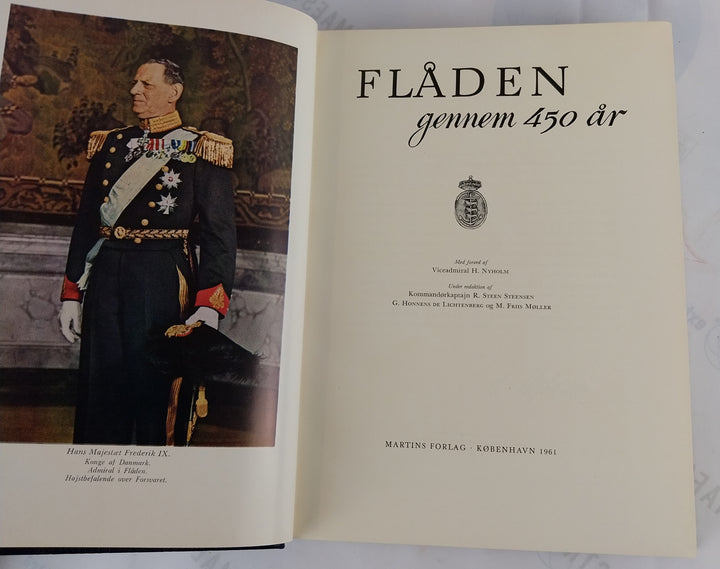 Hans Majestæt Frederik IX.
Konge af Danmark.
Admiral i Flåden.
Højstbefalende over Forsvaret.
FLÅDEN
gennem 450 år
Med forord af
Viceadmiral H. Nyholm
Under redaktion af
Kommandørkaptajn R. Steen Steensen
G. Honnens de Lichtenberg og M. Friis Møller
MARTINS FORLAG · KØBENHAVN 1961